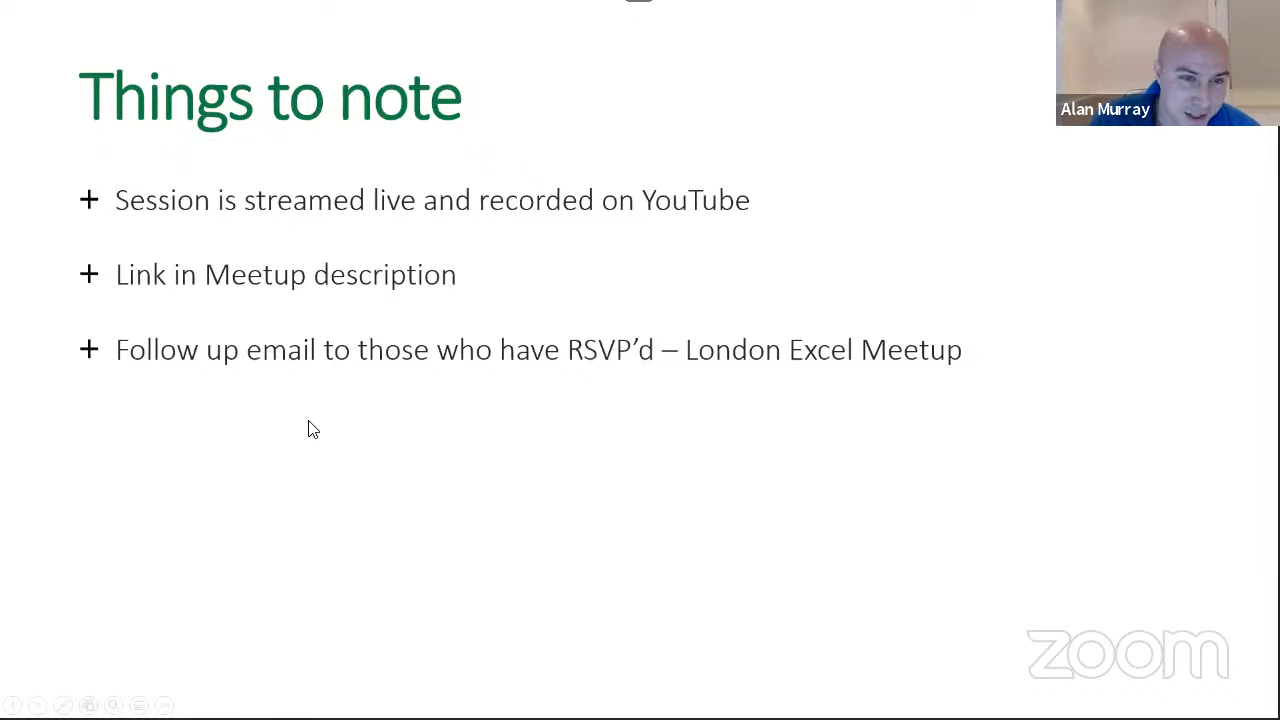 Things to note
Alan Murray
+ Session is streamed live and recorded on YouTube
+ Link in Meetup description
+ Follow up email to those who have RSVP’d – London Excel Meetup
zoom